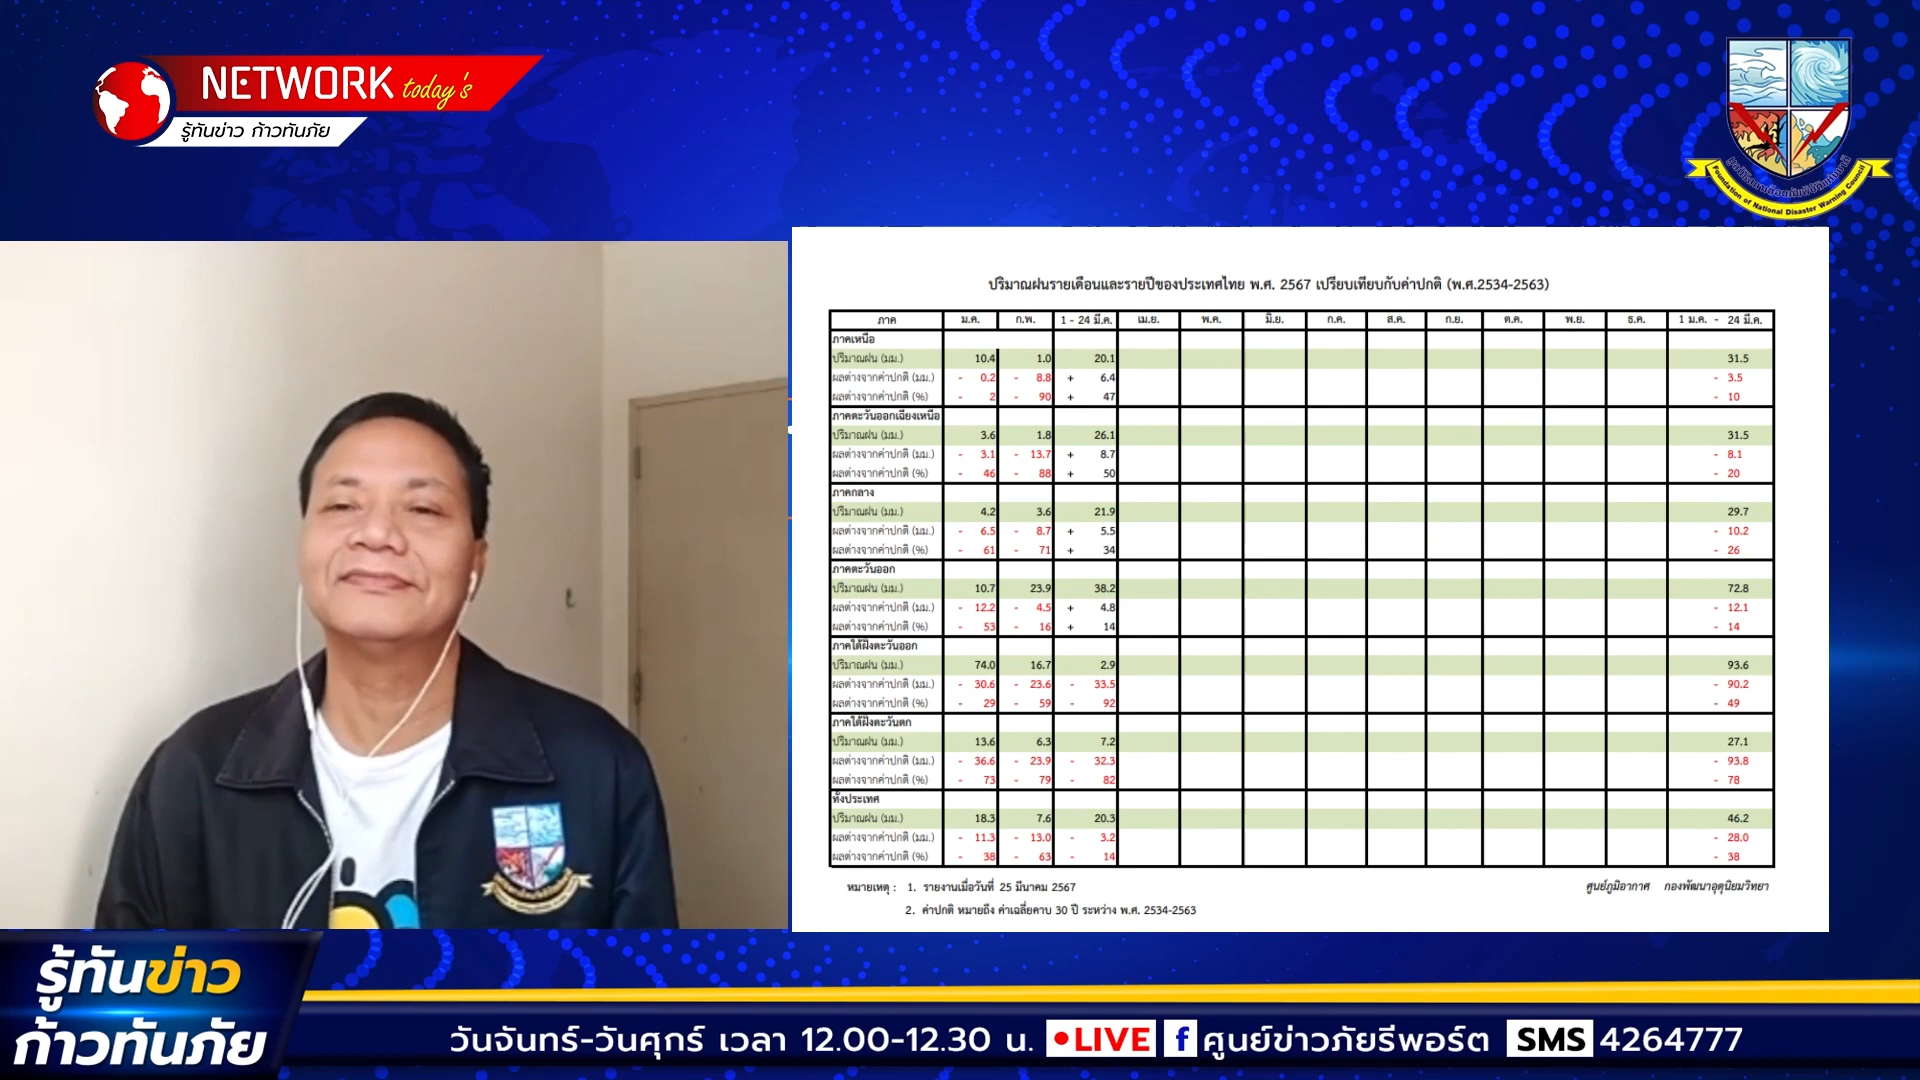 NETWORK today's
รู้ทันข่าว ก้าวทันภัย
Foundation of National Disaster Warning Council
ปริมาณฝนรายเดือนและรายปีของประเทศไทย พ.ศ. 2567 เปรียบเทียบกับค่าปกติ (พ.ศ.2534-2563)
ภาค ม.ค. ก.พ. 1 - 24 มี.ค. เม.ย. พ.ค. มิ.ย. ก.ค. ส.ค. ก.ย. ต.ค. พ.ย. ธ.ค. 1 ม.ค. - 24 มี.ค.
ภาคเหนือ
ปริมาณฝน (มม.) 10.4 1.0 20.1 31.5
ผลต่างจากค่าปกติ (มม.) - 0.2 - 8.8 + 6.4 - 3.5
ผลต่างจากค่าปกติ (%) - 2 - 90 + 47 - 10
ภาคตะวันออกเฉียงเหนือ
ปริมาณฝน (มม.) 3.6 1.8 26.1 31.5
ผลต่างจากค่าปกติ (มม.) - 3.1 - 13.7 + 8.7 - 8.1
ผลต่างจากค่าปกติ (%) - 46 - 88 + 50 - 20
ภาคกลาง
ปริมาณฝน (มม.) 4.2 3.6 21.9 29.7
ผลต่างจากค่าปกติ (มม.) - 6.5 - 8.7 + 5.5 - 10.2
ผลต่างจากค่าปกติ (%) - 61 - 71 + 34 - 26
ภาคตะวันออก
ปริมาณฝน (มม.) 10.7 23.9 38.2 72.8
ผลต่างจากค่าปกติ (มม.) - 12.2 - 4.5 + 4.8 - 12.1
ผลต่างจากค่าปกติ (%) - 53 - 16 + 14 - 14
ภาคใต้ฝั่งตะวันออก
ปริมาณฝน (มม.) 74.0 16.7 2.9 93.6
ผลต่างจากค่าปกติ (มม.) - 30.6 - 23.6 - 33.5 - 90.2
ผลต่างจากค่าปกติ (%) - 29 - 59 - 92 - 49
ภาคใต้ฝั่งตะวันตก
ปริมาณฝน (มม.) 13.6 6.3 7.2 27.1
ผลต่างจากค่าปกติ (มม.) - 36.6 - 23.9 - 32.3 - 93.8
ผลต่างจากค่าปกติ (%) - 73 - 79 - 82 - 78
ทั้งประเทศ
ปริมาณฝน (มม.) 18.3 7.6 20.3 46.2
ผลต่างจากค่าปกติ (มม.) - 11.3 - 13.0 - 3.2 - 28.0
ผลต่างจากค่าปกติ (%) - 38 - 63 - 14 - 38
หมายเหตุ : 1. รายงานเมื่อวันที่ 25 มีนาคม 2567 ศูนย์ภูมิอากาศ กองพัฒนาอุตุนิยมวิทยา
2. ค่าปกติ หมายถึง ค่าเฉลี่ยคาบ 30 ปี ระหว่าง พ.ศ. 2534-2563
รู้ทันข่าว
ก้าวทันภัย
วันจันทร์-วันศุกร์ เวลา 12.00-12.30 น. LIVE f ศูนย์ข่าวภัยรีพอร์ต SMS 4264777